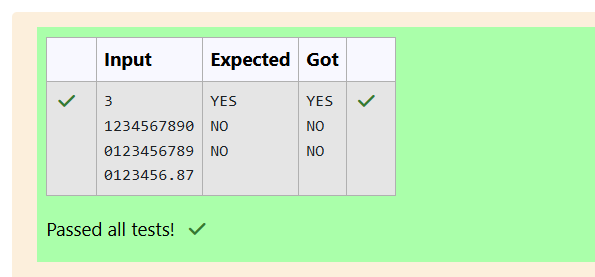 Input Expected Got
3 YES YES
1234567890 NO NO
0123456789 NO NO
0123456.87
Passed all tests!